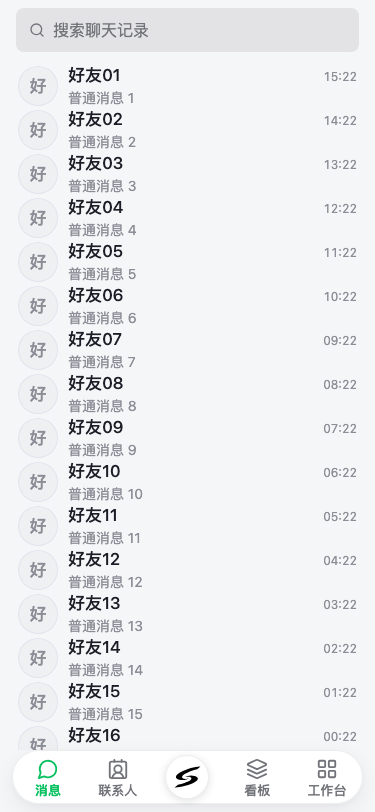 搜索聊天记录
好 好友01 15:22
普通消息 1
好 好友02 14:22
普通消息 2
好 好友03 13:22
普通消息 3
好 好友04 12:22
普通消息 4
好 好友05 11:22
普通消息 5
好 好友06 10:22
普通消息 6
好 好友07 09:22
普通消息 7
好 好友08 08:22
普通消息 8
好 好友09 07:22
普通消息 9
好 好友10 06:22
普通消息 10
好 好友11 05:22
普通消息 11
好 好友12 04:22
普通消息 12
好 好友13 03:22
普通消息 13
好 好友14 02:22
普通消息 14
好 好友15 01:22
普通消息 15
好 好友16 00:22
消息 联系人 看板 工作台